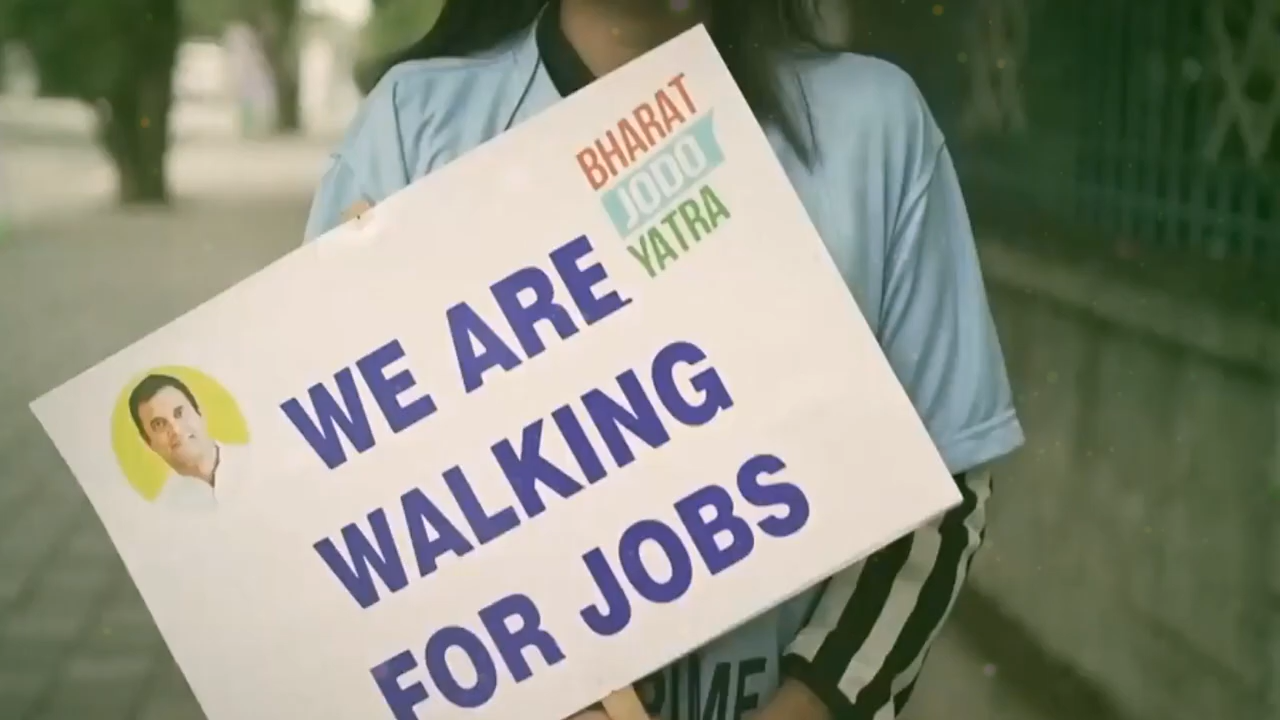 BHARAT
JODO
YATRA
WE ARE
WALKING
FOR JOBS